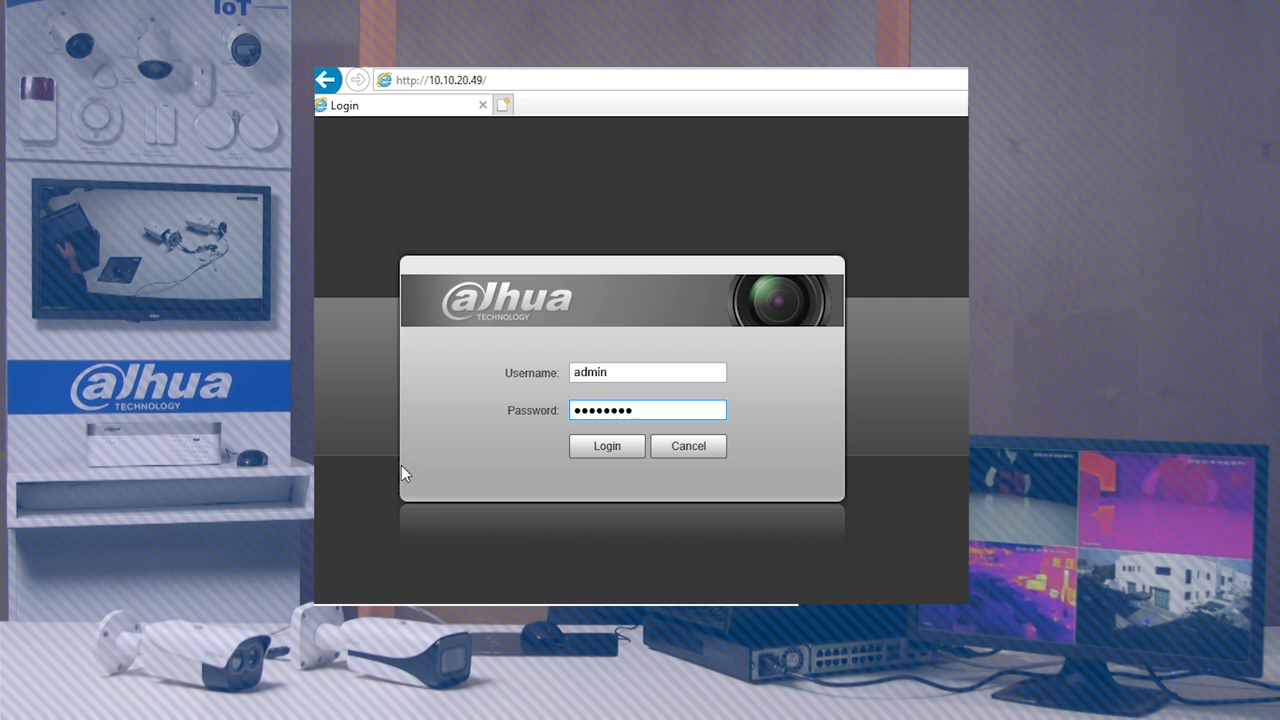 IoT
http://10.10.20.49/
Login
alhua
TECHNOLOGY
Username: admin
Password: ●●●●●●●●
Login Cancel
alhua
TECHNOLOGY